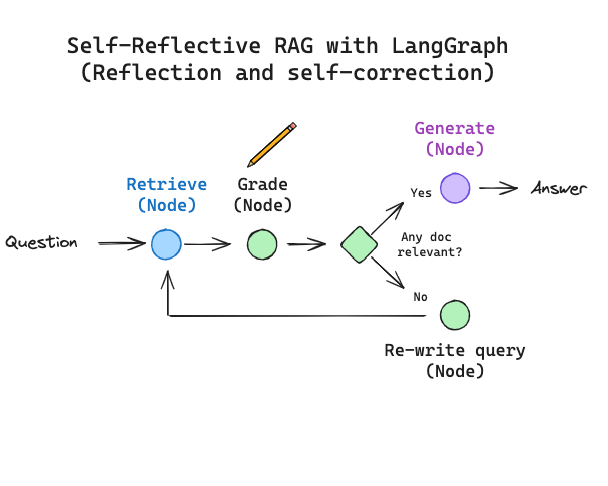 Self-Reflective RAG with LangGraph
(Reflection and self-correction)
Generate
(Node)
Retrieve
(Node)
Grade
(Node)
Yes
Answer
Question
Any doc
relevant?
No
Re-write query
(Node)